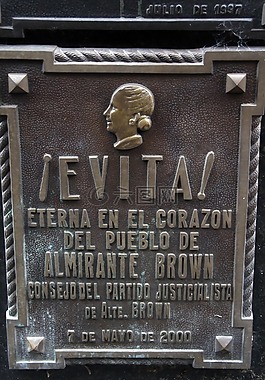 JULIO DE 1997
¡EVITA!
ETERNA EN EL CORAZON
DEL PUEBLO DE
ALMIRANTE BROWN
CONSEJO DEL PARTIDO JUSTICIALISTA
DE ALTE. BROWN
7 DE MAYO DE 2000